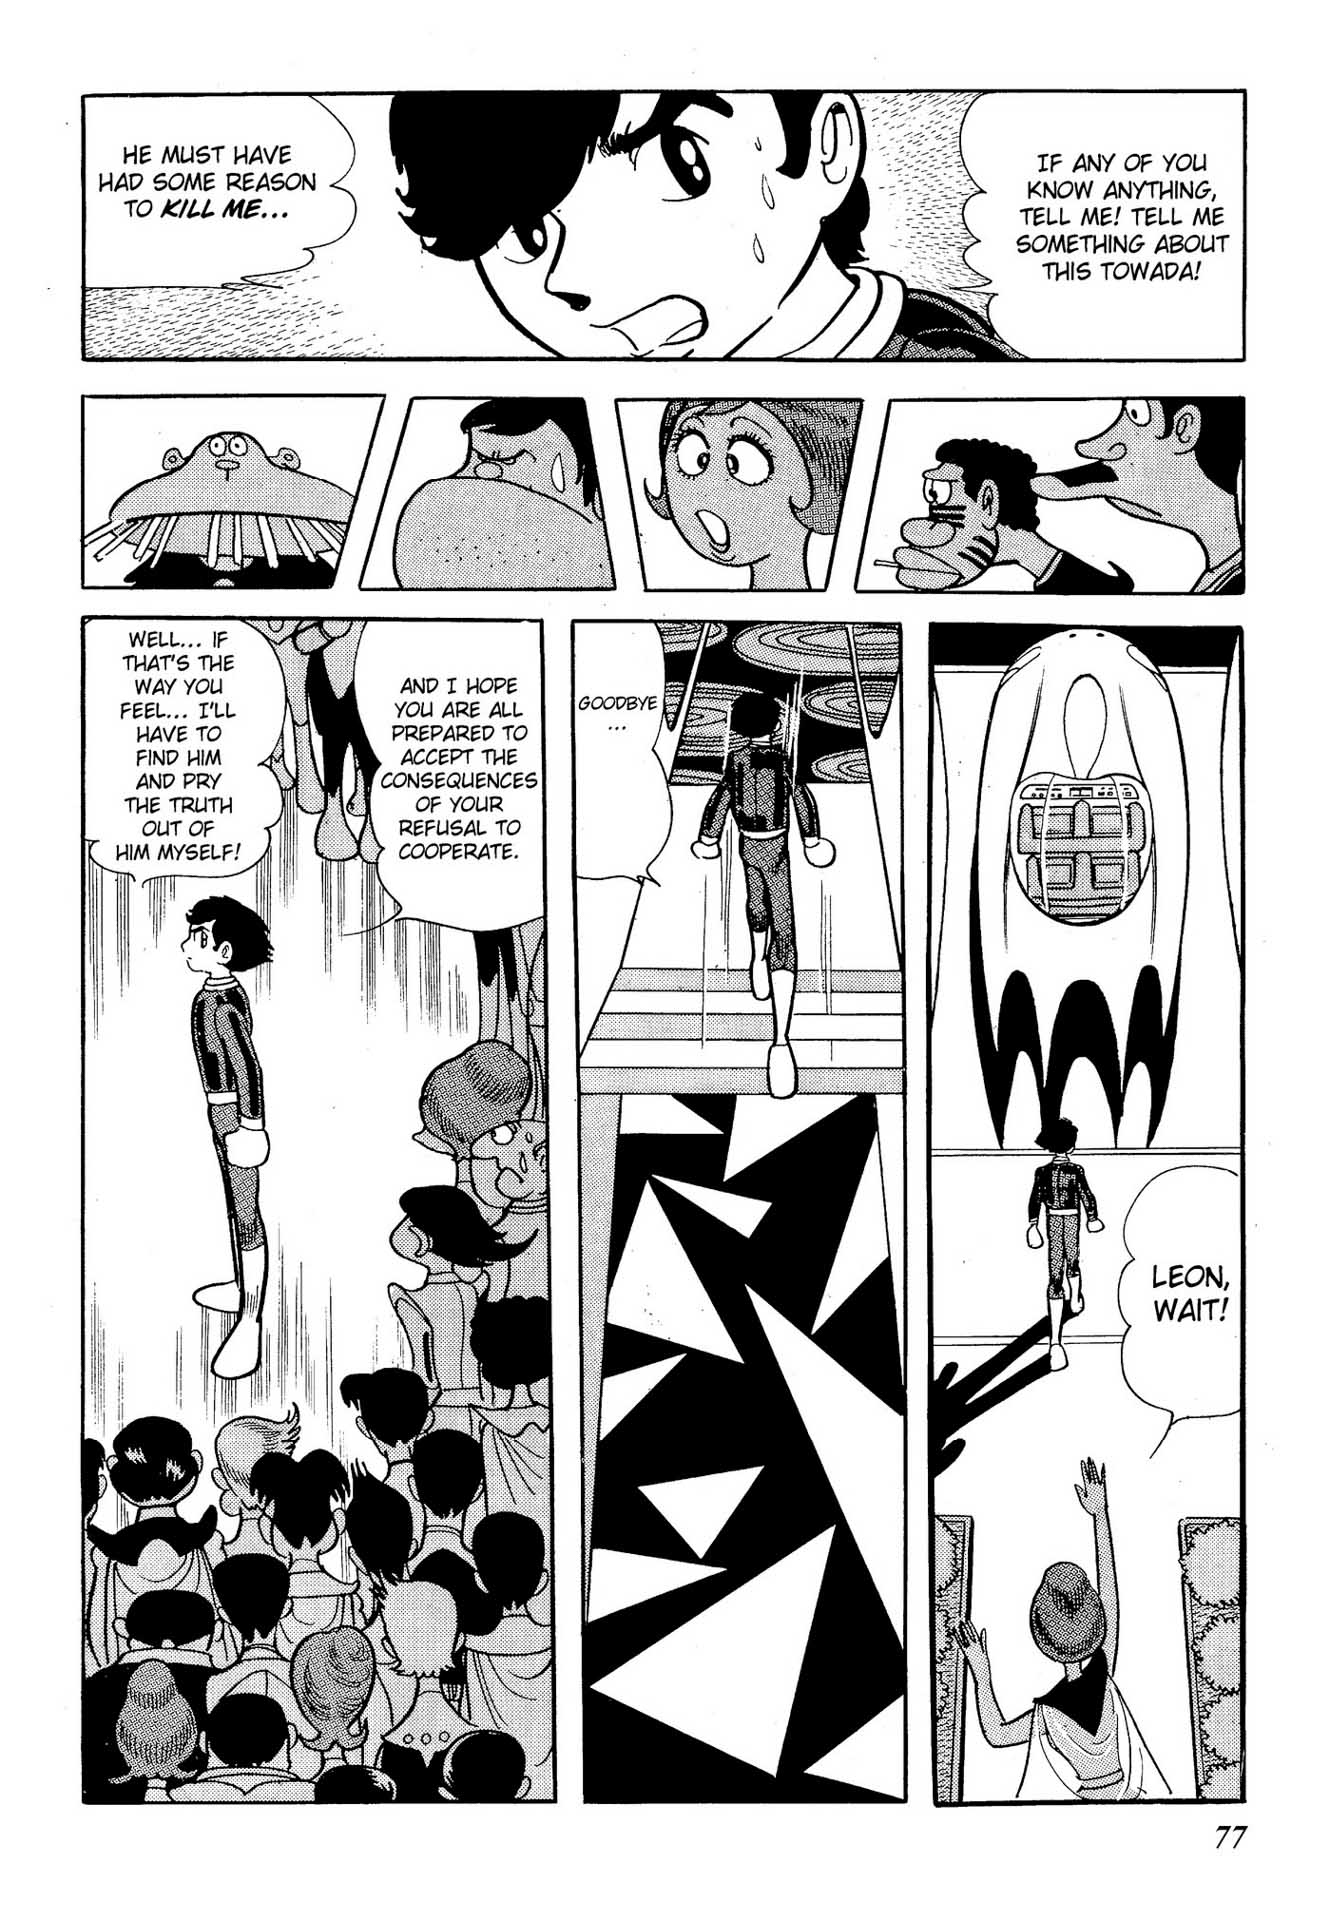 HE MUST HAVE
HAD SOME REASON
TO KILL ME...
IF ANY OF YOU
KNOW ANYTHING,
TELL ME! TELL ME
SOMETHING ABOUT
THIS TOWADA!
WELL... IF
THAT'S THE
WAY YOU
FEEL... I'LL
HAVE TO
FIND HIM
AND PRY
THE TRUTH
OUT OF
HIM MYSELF!
AND I HOPE
YOU ARE ALL
PREPARED TO
ACCEPT THE
CONSEQUENCES
OF YOUR
REFUSAL TO
COOPERATE.
GOODBYE
...
LEON,
WAIT!
77